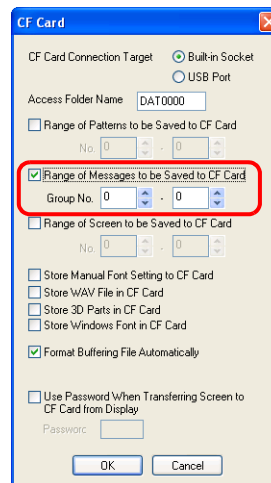 CF Card
CF Card Connection Target Built-in Socket
USB Port
Access Folder Name DAT0000
Range of Patterns to be Saved to CF Card
No. 0 - 0
Range of Messages to be Saved to CF Card
Group No. 0 - 0
Range of Screen to be Saved to CF Card
No. 0 - 0
Store Manual Font Setting to CF Card
Store WAV File in CF Card
Store 3D Parts in CF Card
Store Windows Font in CF Card
Format Buffering File Automatically
Use Password When Transferring Screen to
CF Card from Display
Passworc
OK Cancel